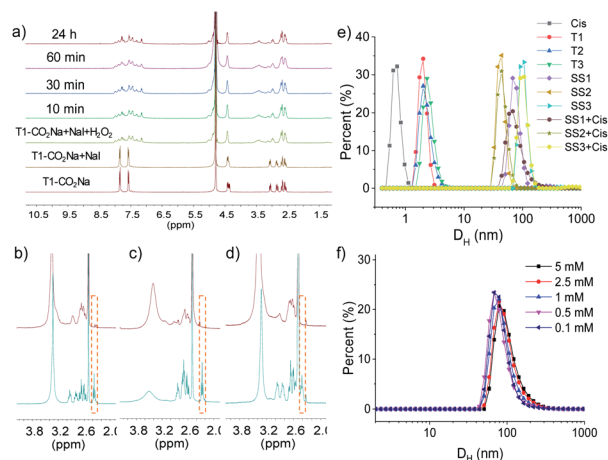 a)
24 h
60 min
30 min
10 min
T1-CO2Na+NaI+H2O2
T1-CO2Na+NaI
T1-CO2Na
10.5 9.5 8.5 7.5 6.5 5.5 4.5 3.5 2.5 1.5
(ppm)
b) c) d)
3.8 3.2 2.6 2.0 3.8 3.2 2.6 2.0 3.8 3.2 2.6 2.0
(ppm) (ppm) (ppm)
e)
Percent (%)
40
30
20
10
0
1 10 100 1000
DH (nm)
Cis
T1
T2
T3
SS1
SS2
SS3
SS1+Cis
SS2+Cis
SS3+Cis
f)
Percent (%)
30
20
10
0
10 100 1000
DH (nm)
5 mM
2.5 mM
1 mM
0.5 mM
0.1 mM